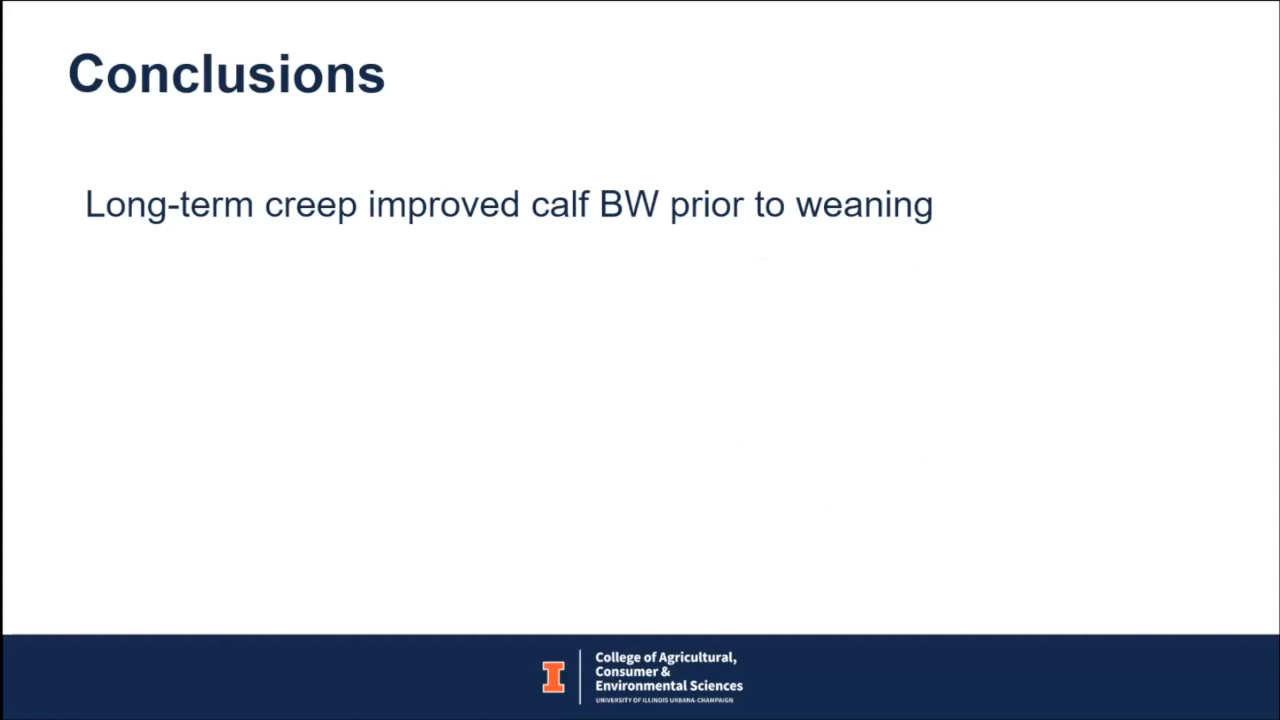 Conclusions
Long-term creep improved calf BW prior to weaning
I
College of Agricultural,
Consumer &
Environmental Sciences
UNIVERSITY OF ILLINOIS URBANA-CHAMPAIGN